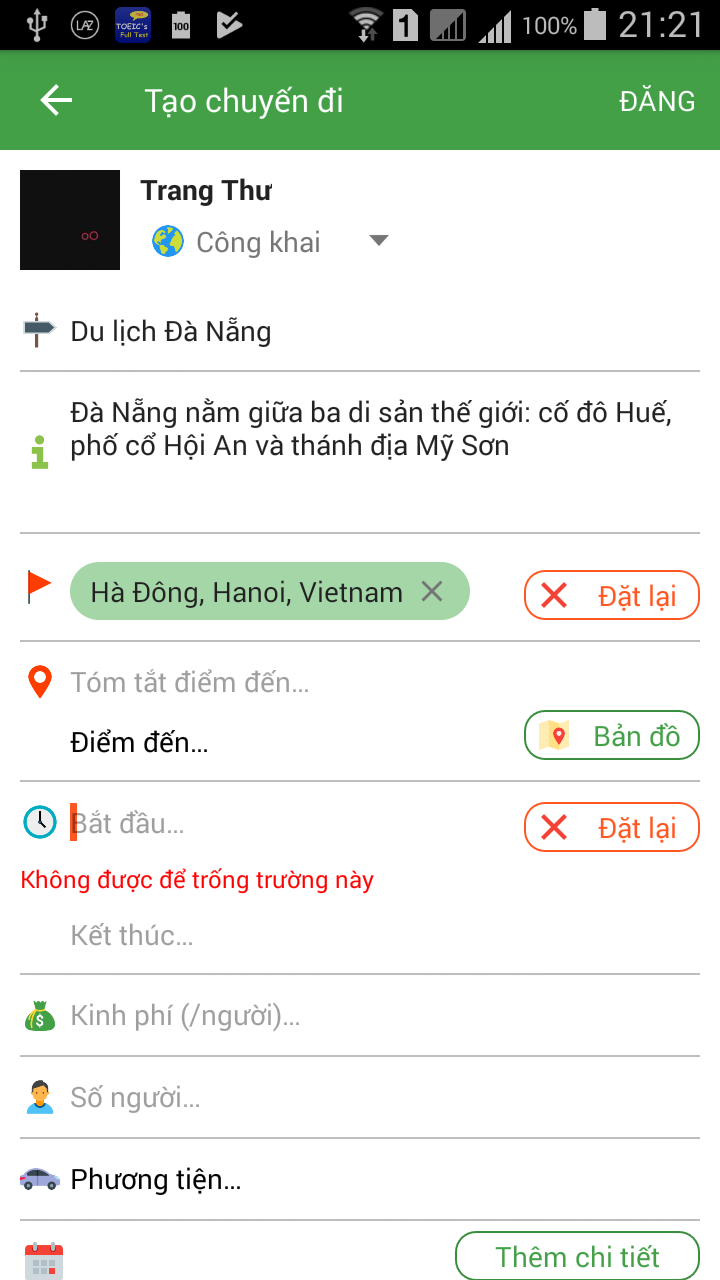 LAZ
TOEIC's
Full Test
100
1
100%
21:21
Tạo chuyến đi
ĐĂNG
Trang Thư
Công khai
Du lịch Đà Nẵng
Đà Nẵng nằm giữa ba di sản thế giới: cố đô Huế,
phố cổ Hội An và thánh địa Mỹ Sơn
Hà Đông, Hanoi, Vietnam
Đặt lại
Tóm tắt điểm đến...
Điểm đến...
Bản đồ
Bắt đầu...
Đặt lại
Không được để trống trường này
Kết thúc...
Kinh phí (/người)...
Số người...
Phương tiện...
Thêm chi tiết